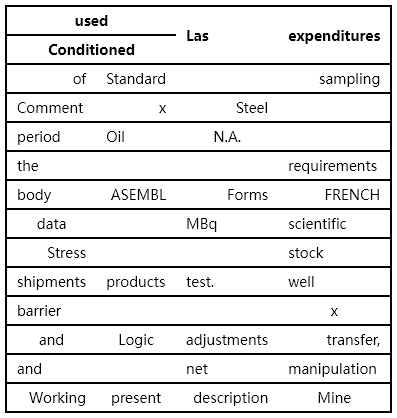 used Las expenditures
Conditioned
of Standard sampling
Comment x Steel
period Oil N.A.
the requirements
body ASEMBL Forms FRENCH
data MBq scientific
Stress stock
shipments products test. well
barrier x
and Logic adjustments transfer,
and net manipulation
Working present description Mine